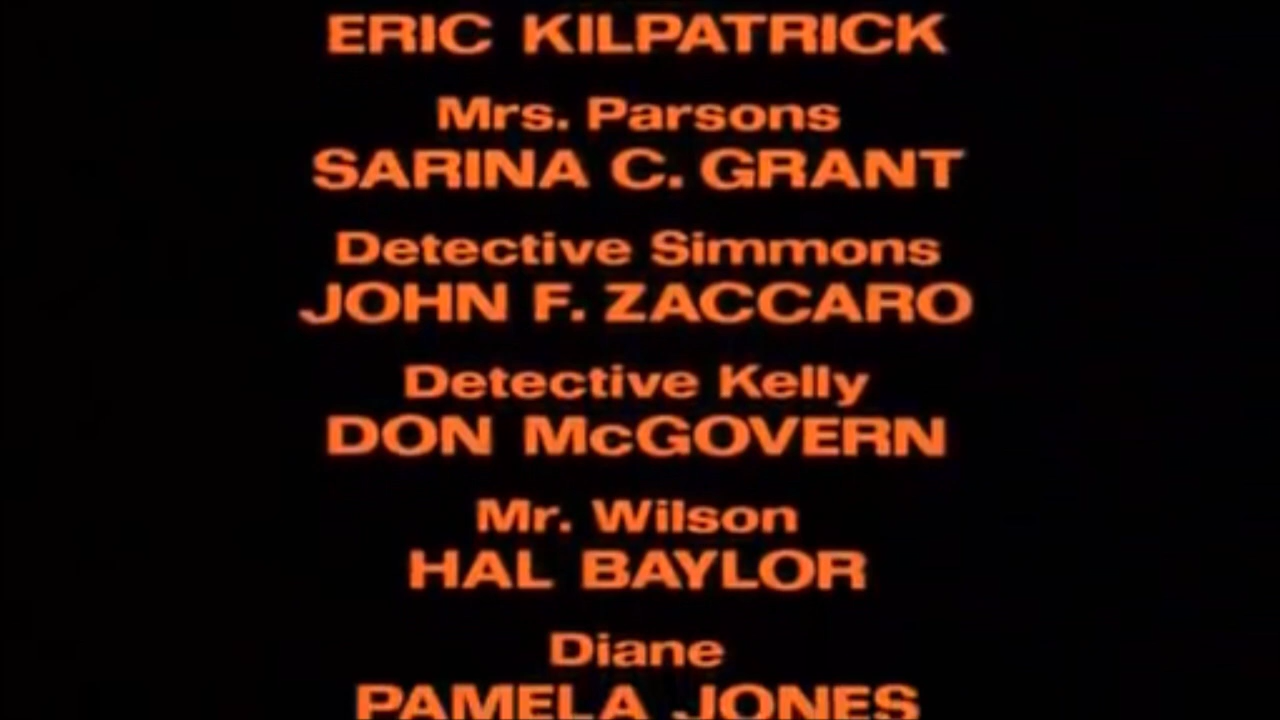 ERIC KILPATRICK
Mrs. Parsons
SARINA C. GRANT
Detective Simmons
JOHN F. ZACCARO
Detective Kelly
DON McGOVERN
Mr. Wilson
HAL BAYLOR
Diane
PAMELA JONES